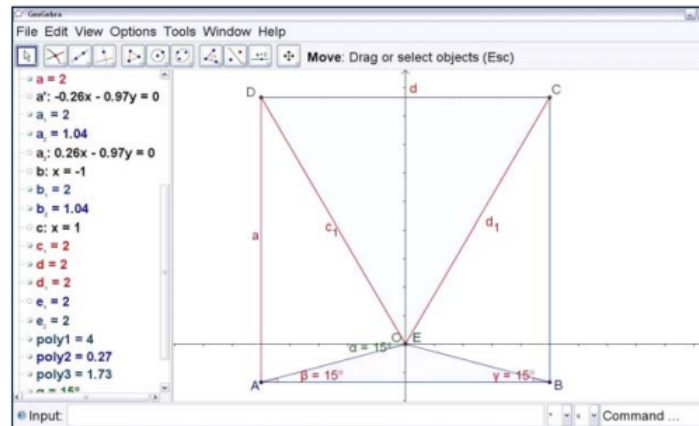 GeoGebra
File Edit View Options Tools Window Help
Move: Drag or select objects (Esc)
a = 2
a': -0.26x - 0.97y = 0
a₁ = 2
a₂ = 1.04
a₃: 0.26x - 0.97y = 0
b: x = -1
b₁ = 2
b₂ = 1.04
c: x = 1
c₁ = 2
d = 2
d₁ = 2
e₁ = 2
e₂ = 2
poly1 = 4
poly2 = 0.27
poly3 = 1.73
α = 15°
D
d
C
c₁
d₁
a
O E
α = 15°
β = 15°
γ = 15°
A
B
Input:
Command ...